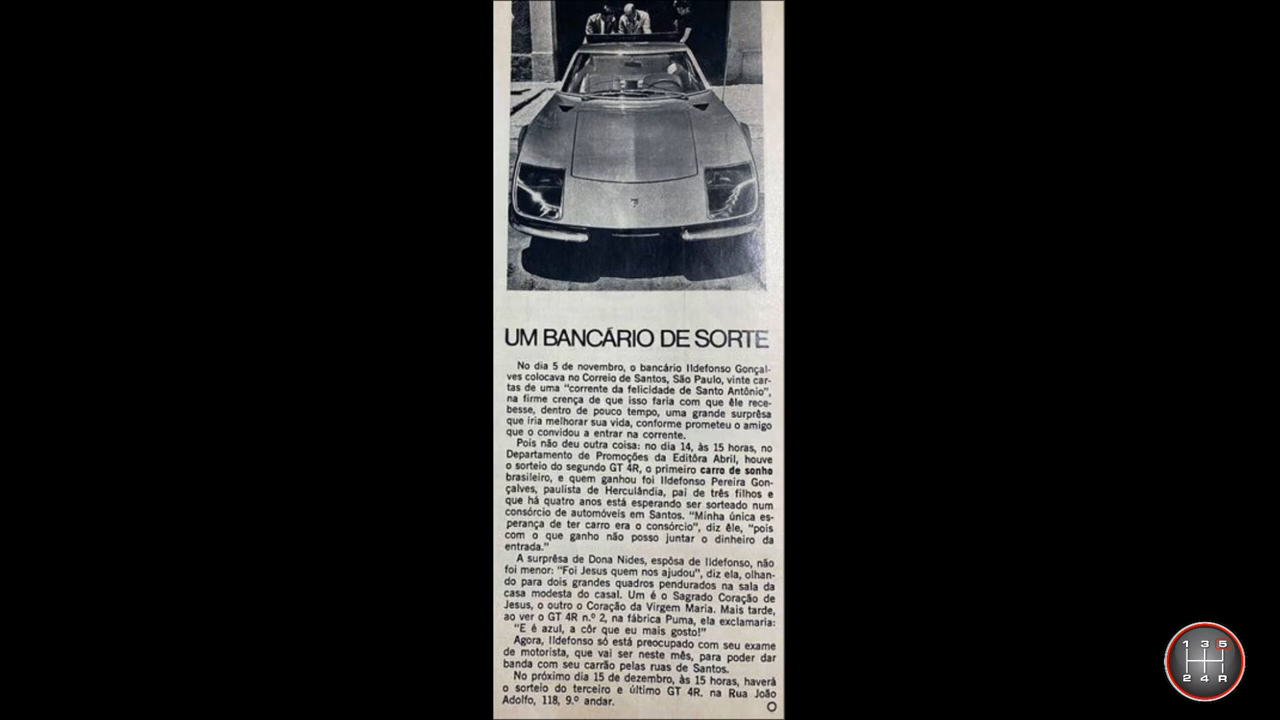 UM BANCÁRIO DE SORTE
No dia 5 de novembro, o bancário Ildefonso Gonçal-
ves colocava no Correio de Santos, São Paulo, vinte car-
tas de uma "corrente da felicidade de Santo Antônio",
na firme crença de que isso faria com que êle rece-
besse, dentro de pouco tempo, uma grande surprêsa
que iria melhorar sua vida, conforme prometeu o amigo
que o convidou a entrar na corrente.
Pois não deu outra coisa: no dia 14, às 15 horas, no
Departamento de Promoções da Editôra Abril, houve
o sorteio do segundo GT 4R, o primeiro carro de sonho
brasileiro, e quem ganhou foi Ildefonso Pereira Gon-
çalves, paulista de Herculândia, pai de três filhos e
que há quatro anos está esperando ser sorteado num
consórcio de automóveis em Santos. "Minha única es-
perança de ter carro era o consórcio", diz êle, "pois
com o que ganho não posso juntar o dinheiro da
entrada."
A surprêsa de Dona Nides, espôsa de Ildefonso, não
foi menor: "Foi Jesus quem nos ajudou", diz ela, olhan-
do para dois grandes quadros pendurados na sala da
casa modesta do casal. Um é o Sagrado Coração de
Jesus, o outro o Coração da Virgem Maria. Mais tarde,
ao ver o GT 4R n.º 2, na fábrica Puma, ela exclamaria:
"E é azul, a côr que eu mais gosto!"
Agora, Ildefonso só está preocupado com seu exame
de motorista, que vai ser neste mês, para poder dar
banda com seu carrão pelas ruas de Santos.
No próximo dia 15 de dezembro, às 15 horas, haverá
o sorteio do terceiro e último GT 4R, na Rua João
Adolfo, 118, 9.º andar.
1 3 5
2 4 R